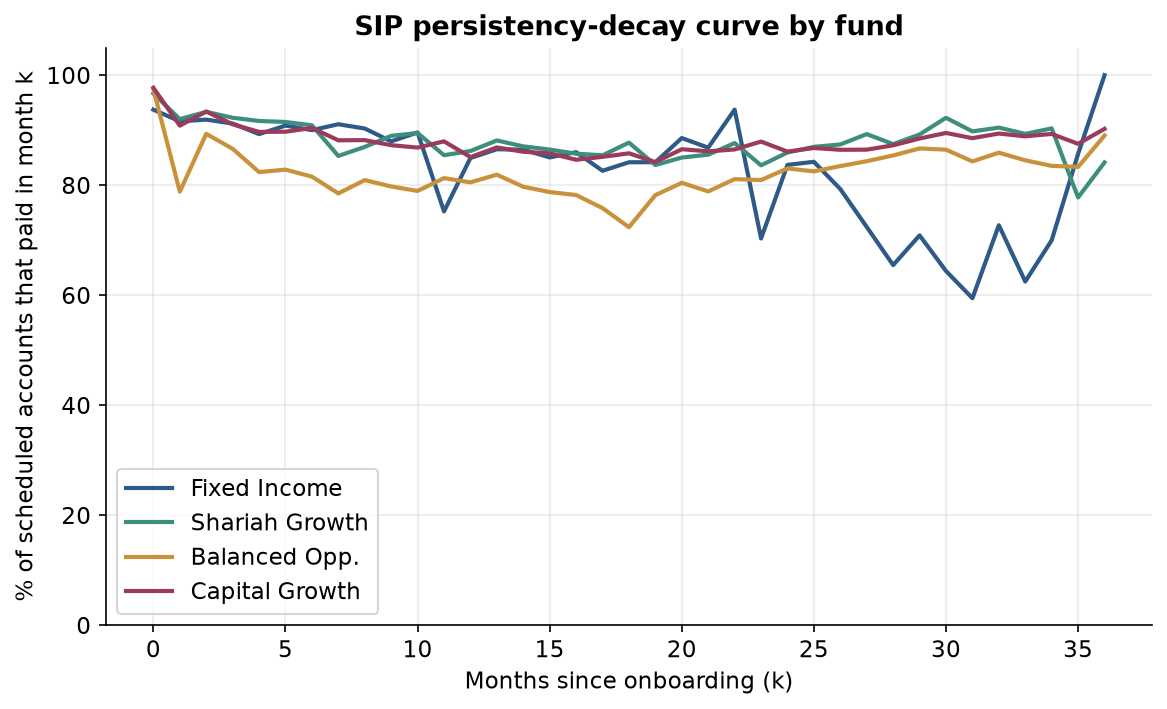 SIP persistency-decay curve by fund
% of scheduled accounts that paid in month k
100
80
60
40
20
0
Fixed Income
Shariah Growth
Balanced Opp.
Capital Growth
0 5 10 15 20 25 30 35
Months since onboarding (k)